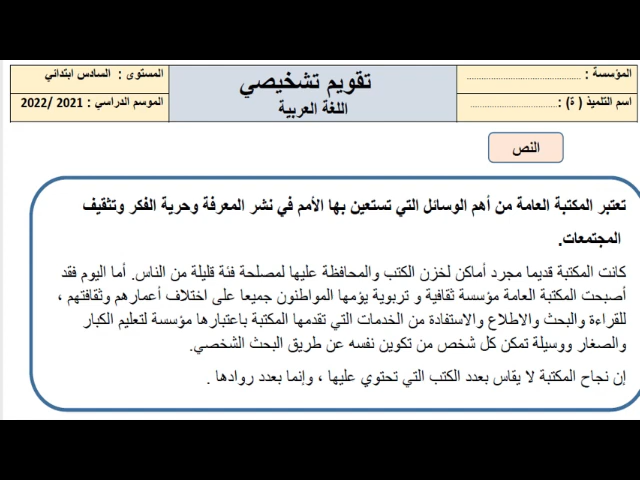 المؤسسة : ........................................
تقويم تشخيصي
المستوى : السادس ابتدائي
اسم التلميذ ( ة) :..............................
اللغة العربية
الموسم الدراسي : 2021 /2022
النص
تعتبر المكتبة العامة من أهم الوسائل التي تستعين بها الأمم في نشر المعرفة وحرية الفكر وتثقيف
المجتمعات.
كانت المكتبة قديما مجرد أماكن لخزن الكتب والمحافظة عليها لمصلحة فئة قليلة من الناس. أما اليوم فقد
أصبحت المكتبة العامة مؤسسة ثقافية و تربوية يؤمها المواطنون جميعا على اختلاف أعمارهم وثقافتهم ،
للقراءة والبحث والاطلاع والاستفادة من الخدمات التي تقدمها المكتبة باعتبارها مؤسسة لتعليم الكبار
والصغار ووسيلة تمكن كل شخص من تكوين نفسه عن طريق البحث الشخصي.
إن نجاح المكتبة لا يقاس بعدد الكتب التي تحتوي عليها ، وإنما بعدد روادها .